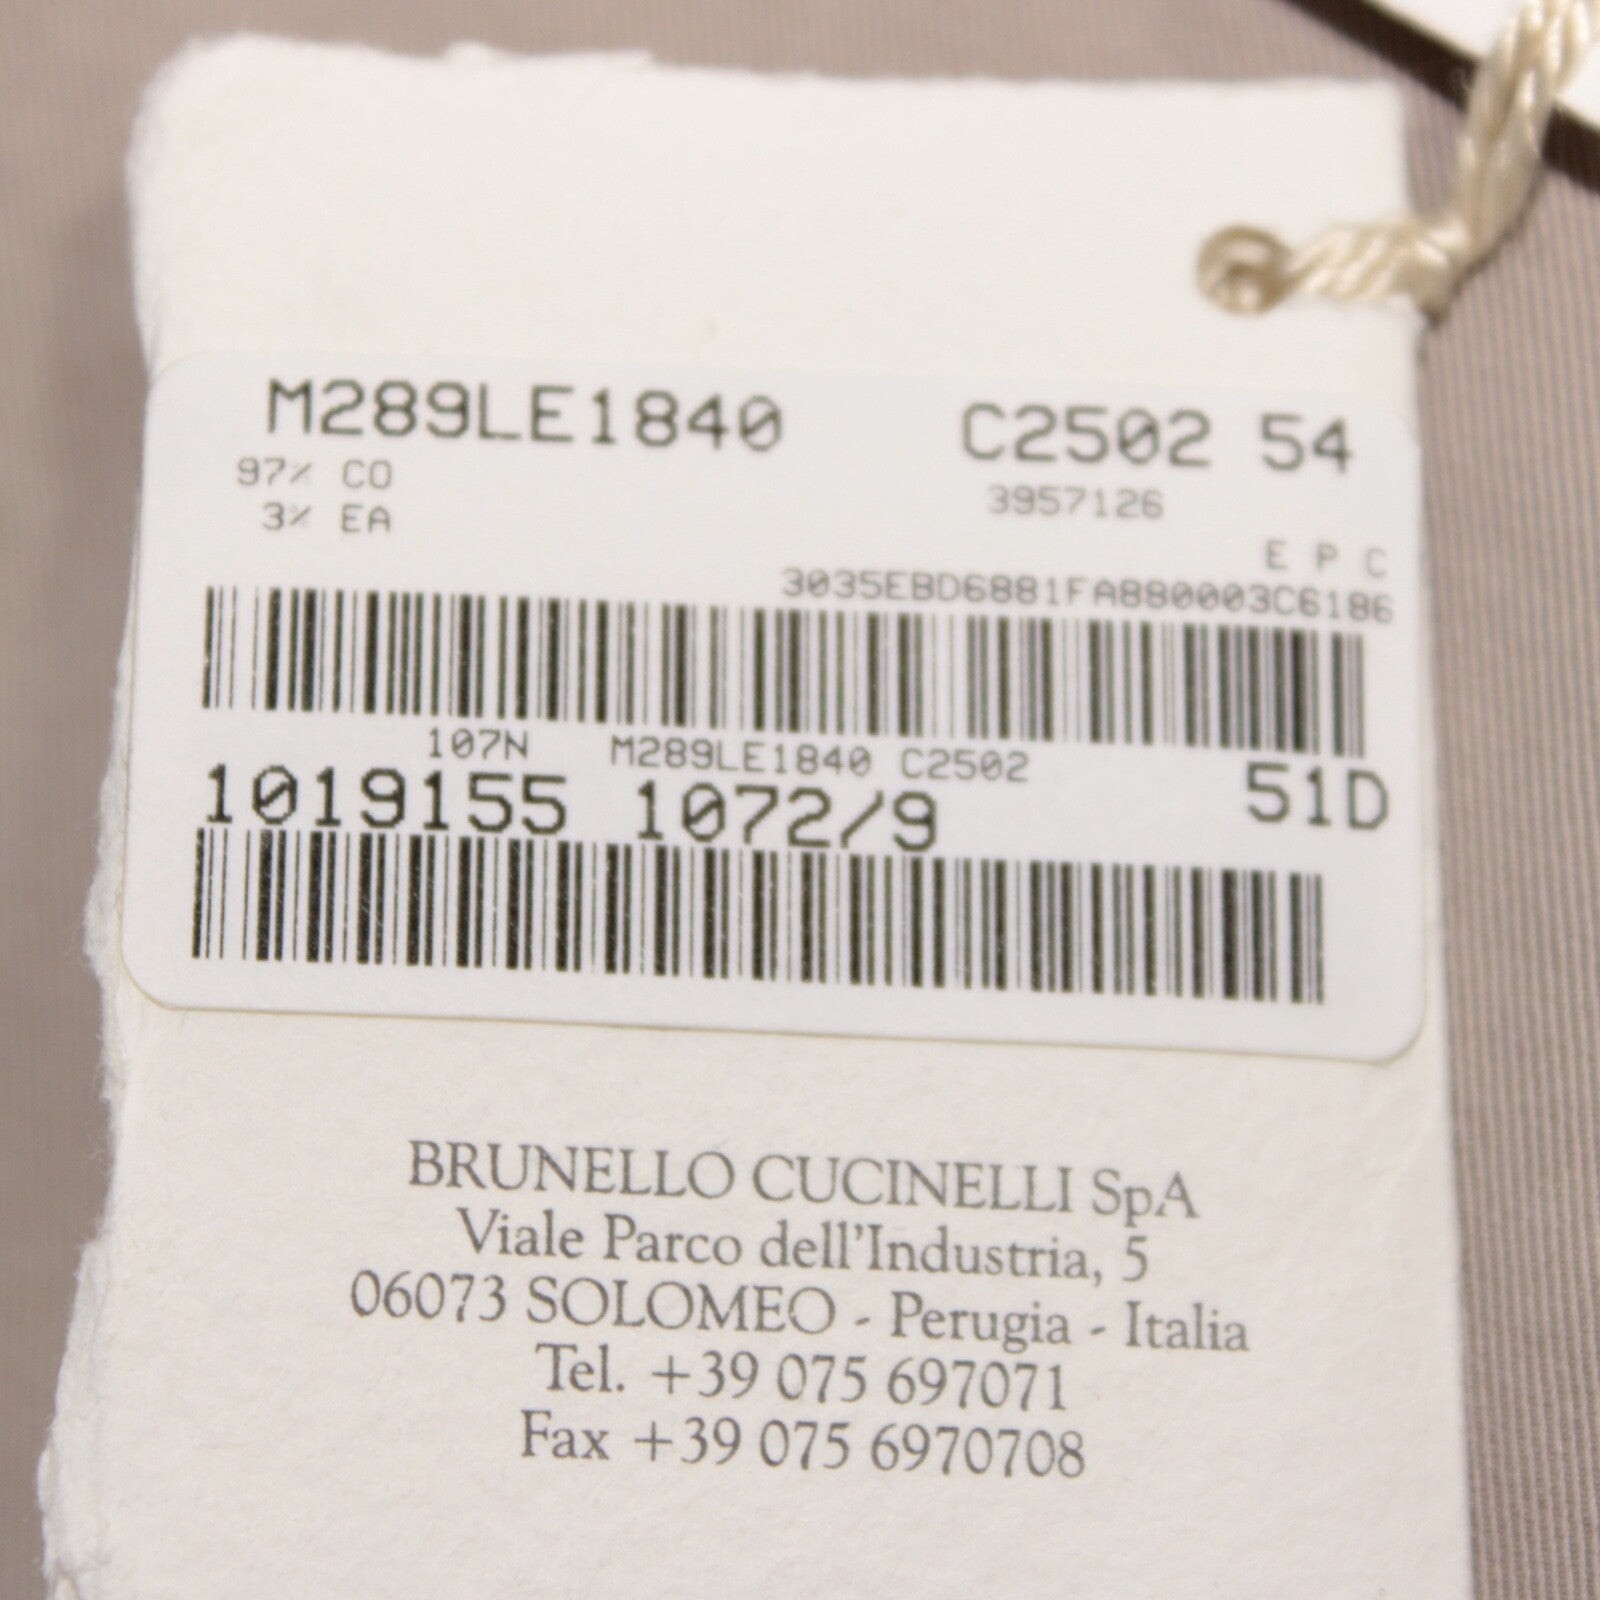 M289LE1840 C2502 54
97% CO 3957126
3% EA
E P C
3035EBD6881FA880003C6186
107N M289LE1840 C2502
1019155 1072/9 51D
BRUNELLO CUCINELLI SpA
Viale Parco dell'Industria, 5
06073 SOLOMEO - Perugia - Italia
Tel. +39 075 697071
Fax +39 075 6970708